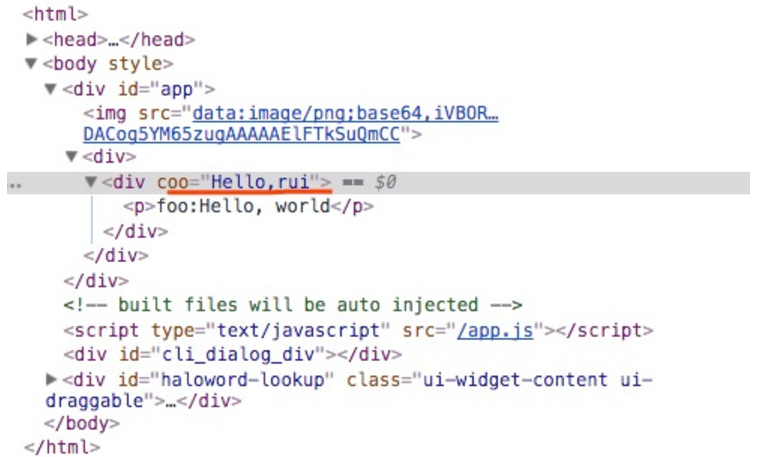 <html>
▶<head>…</head>
▼<body style>
▼<div id="app">
<img src="data:image/png;base64,iVBOR…
DACog5YM65zugAAAAAElFTkSuQmCC">
▼<div>
▼<div coo="Hello,rui"> == $0
<p>foo:Hello, world</p>
</div>
</div>
</div>
<!-- built files will be auto injected -->
<script type="text/javascript" src="/app.js"></script>
<div id="cli_dialog_div"></div>
▶<div id="haloword-lookup" class="ui-widget-content ui-
draggable">…</div>
</body>
</html>